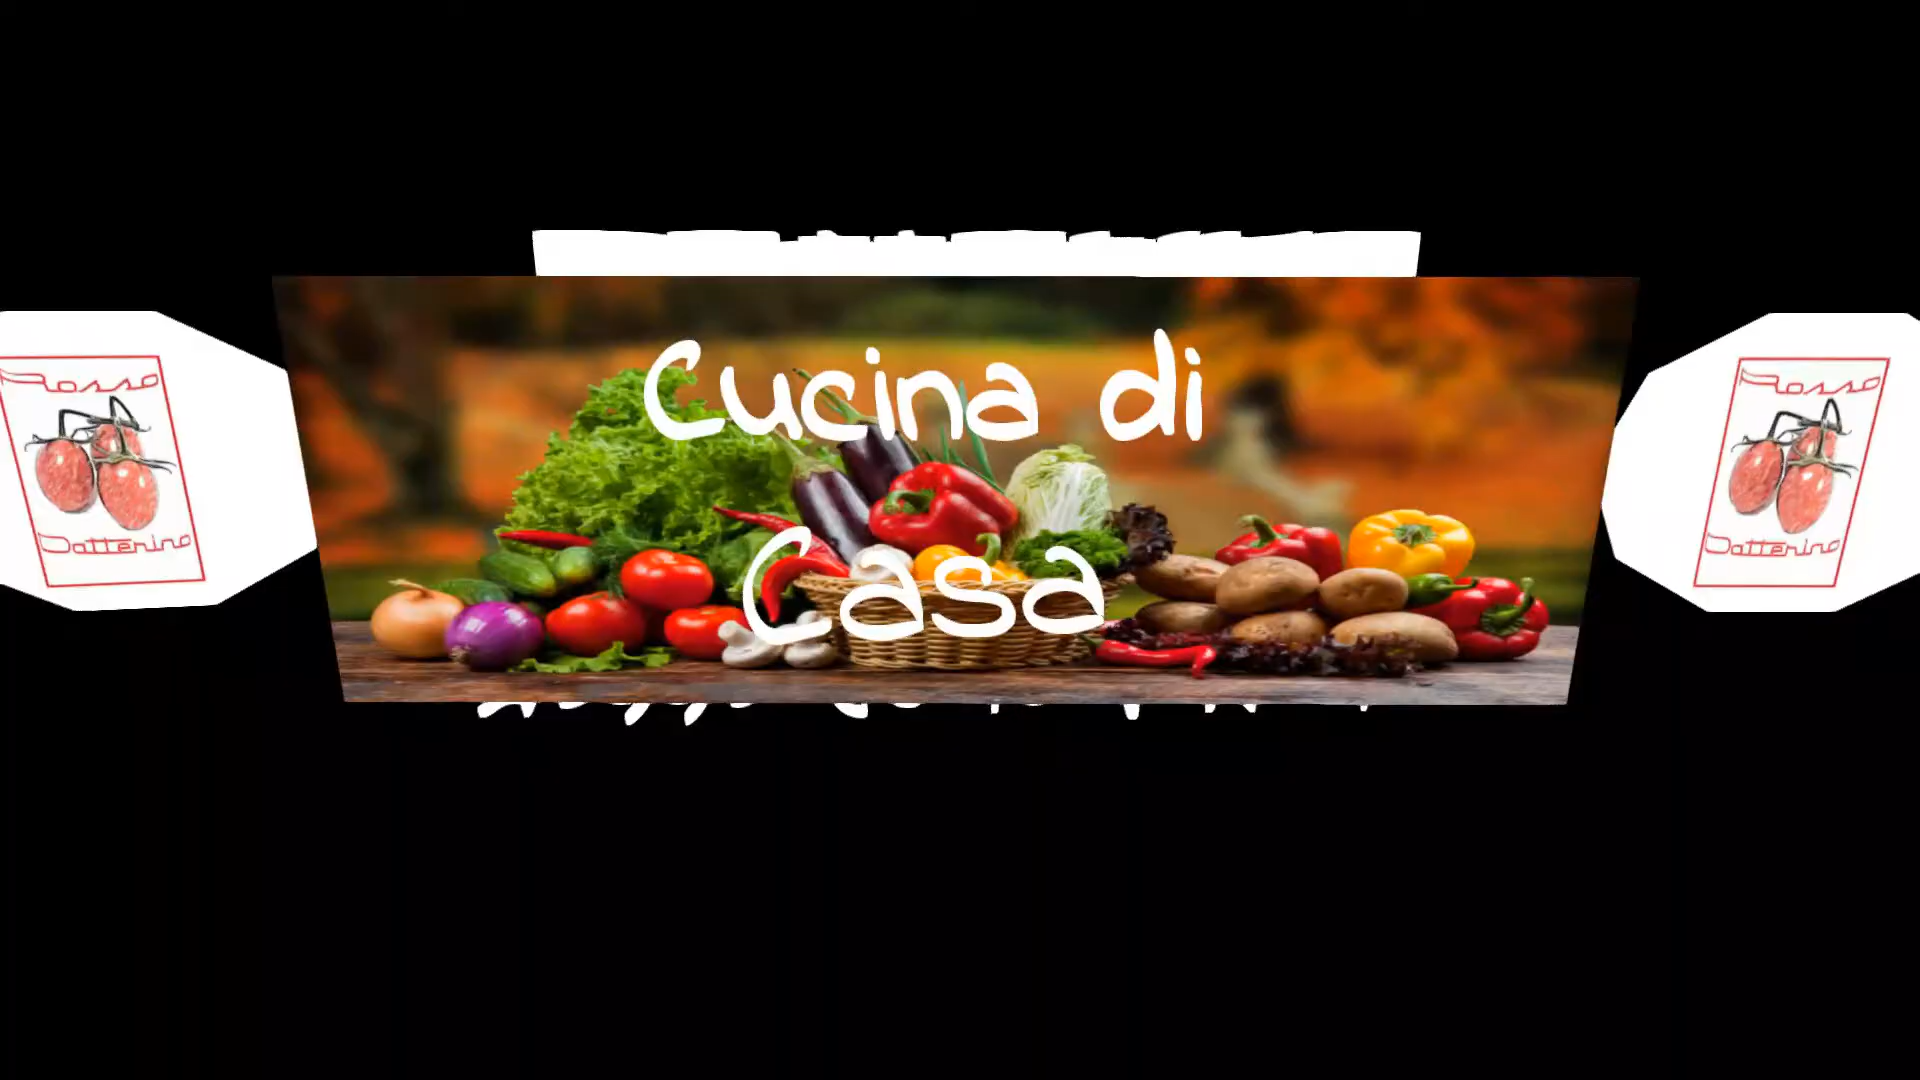 Cucina di
Casa
Rosso
Datterino
Rosso
Datterino